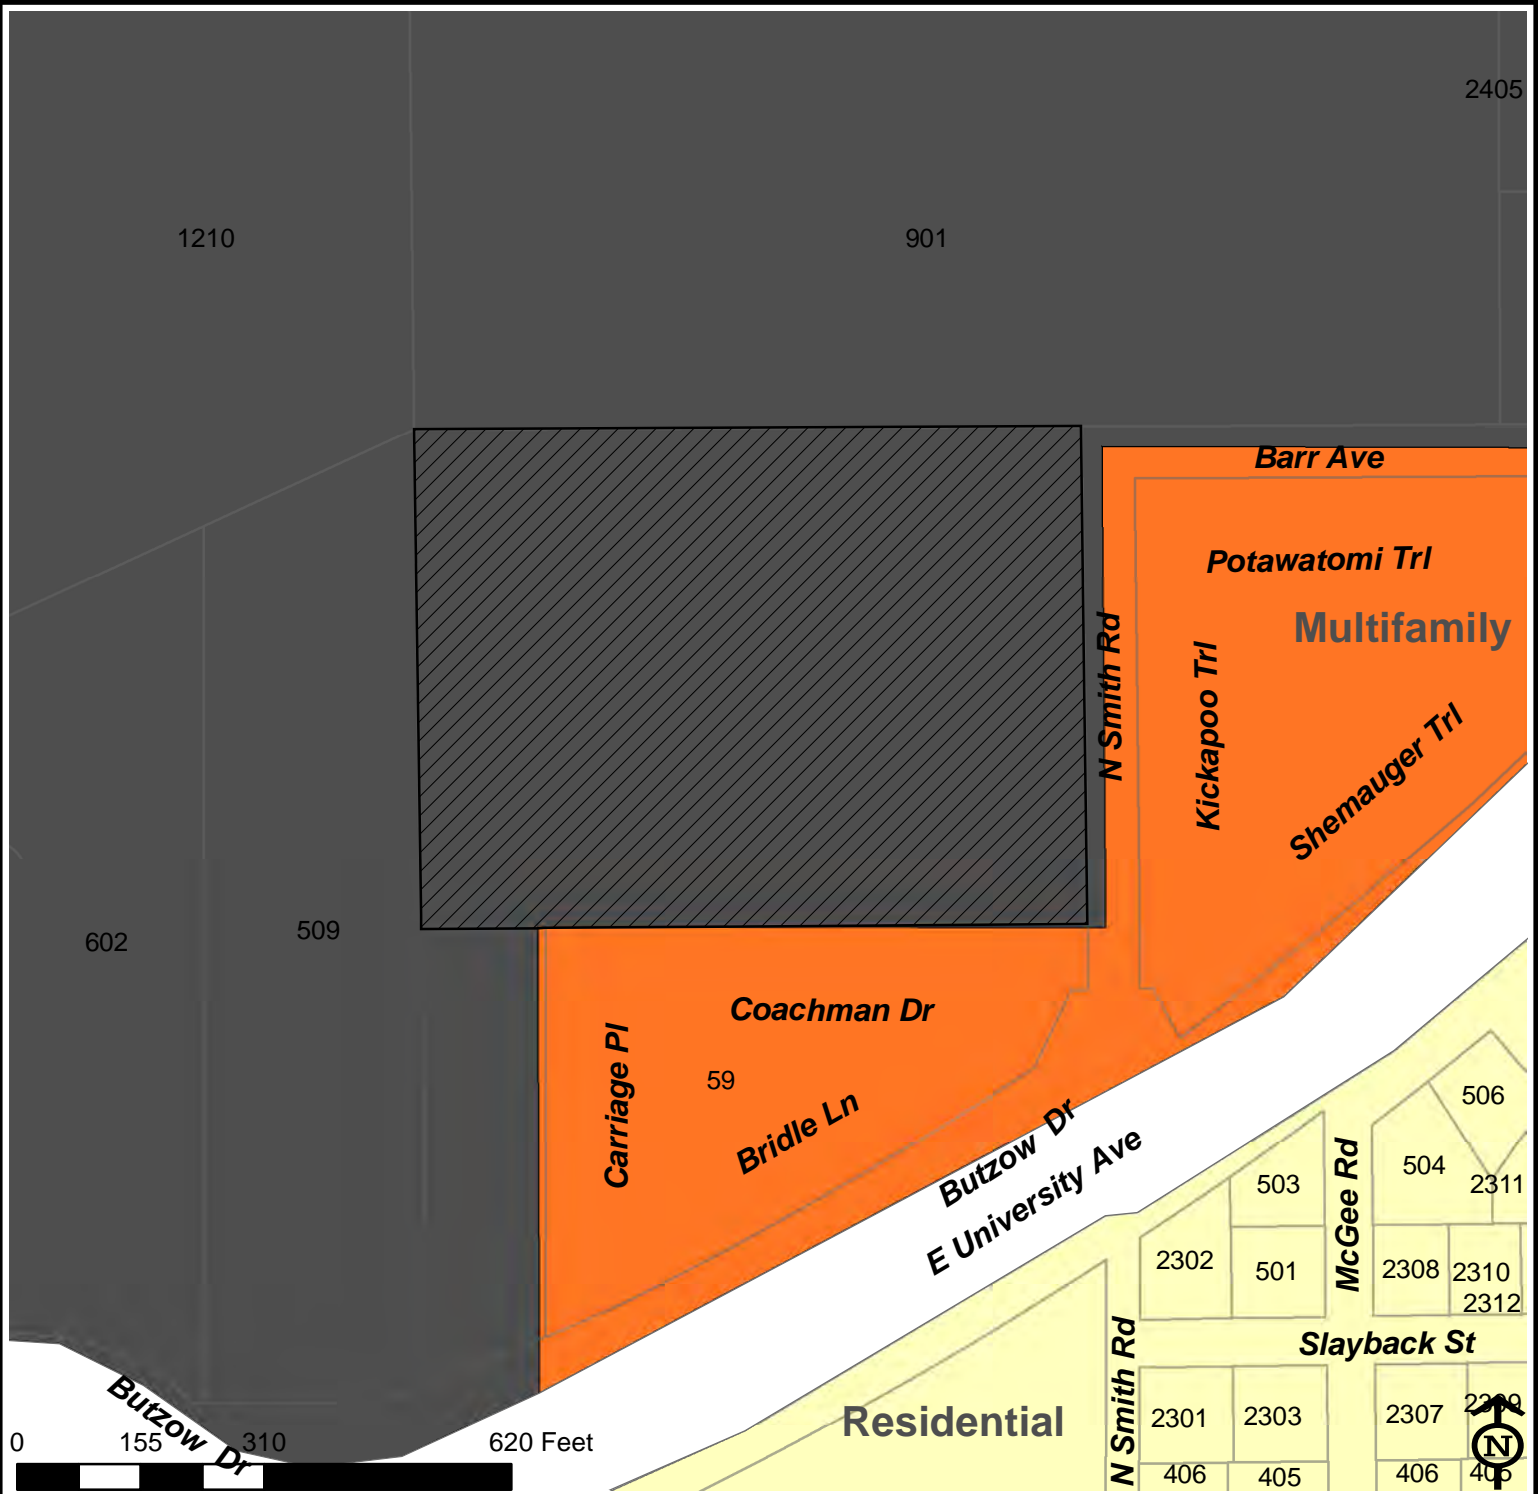 2405
1210
901
Barr Ave
Potawatomi Trl
Multifamily
N Smith Rd
Kickapoo Trl
Shemauger Trl
602
509
Coachman Dr
Carriage Pl
59
Bridle Ln
Butzow Dr
E University Ave
506
504
503
2311
McGee Rd
2302
501
2308
2310
2312
Slayback St
N Smith Rd
Residential
2301
2303
2307
2309
406
405
406
405
N
Butzow Dr
0 155 310 620 Feet